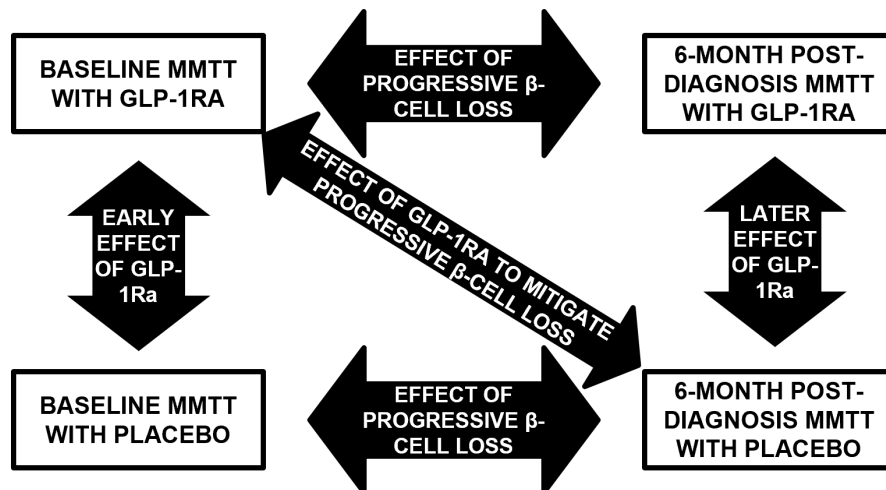 BASELINE MMTT
WITH GLP-1RA
EFFECT OF
PROGRESSIVE β-
CELL LOSS
6-MONTH POST-
DIAGNOSIS MMTT
WITH GLP-1RA
EARLY
EFFECT
OF GLP-
1Ra
EFFECT OF GLP-1RA TO MITIGATE
PROGRESSIVE β-CELL LOSS
LATER
EFFECT
OF GLP-
1Ra
BASELINE MMTT
WITH PLACEBO
EFFECT OF
PROGRESSIVE β-
CELL LOSS
6-MONTH POST-
DIAGNOSIS MMTT
WITH PLACEBO